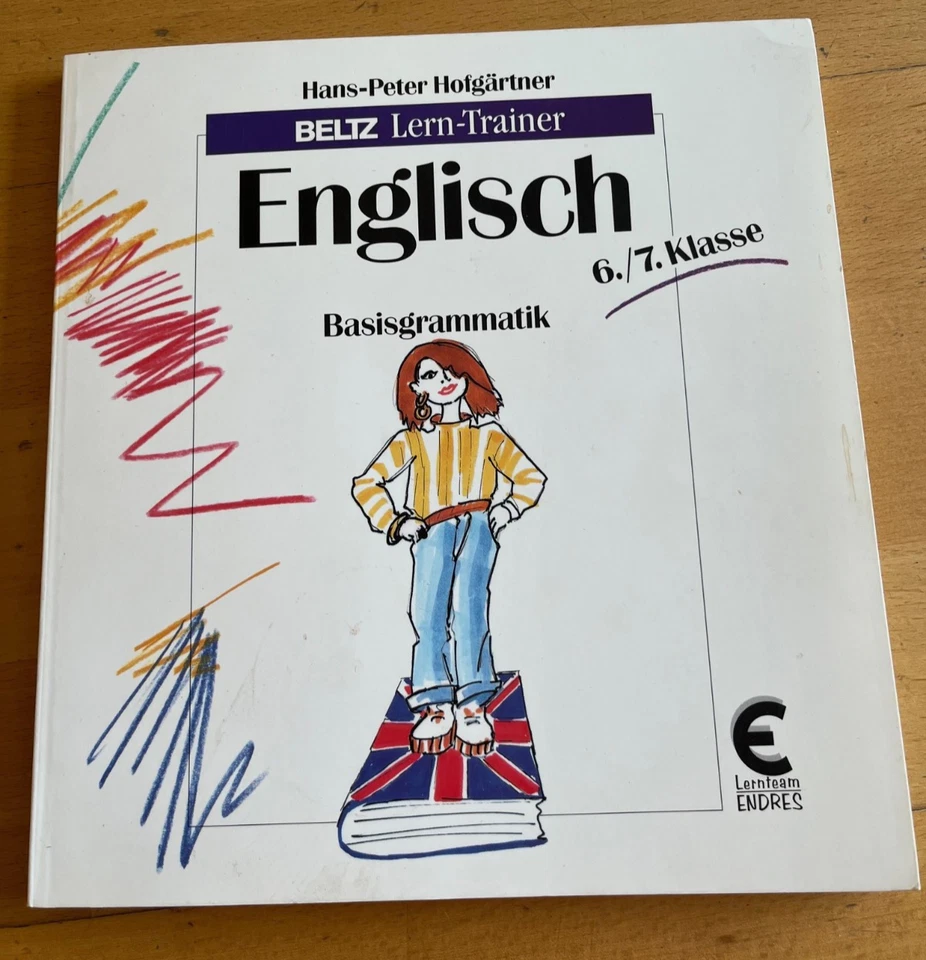 Hans-Peter Hofgärtner
BELTZ Lern-Trainer
Englisch
6./7. Klasse
Basisgrammatik
Lernteam
ENDRES